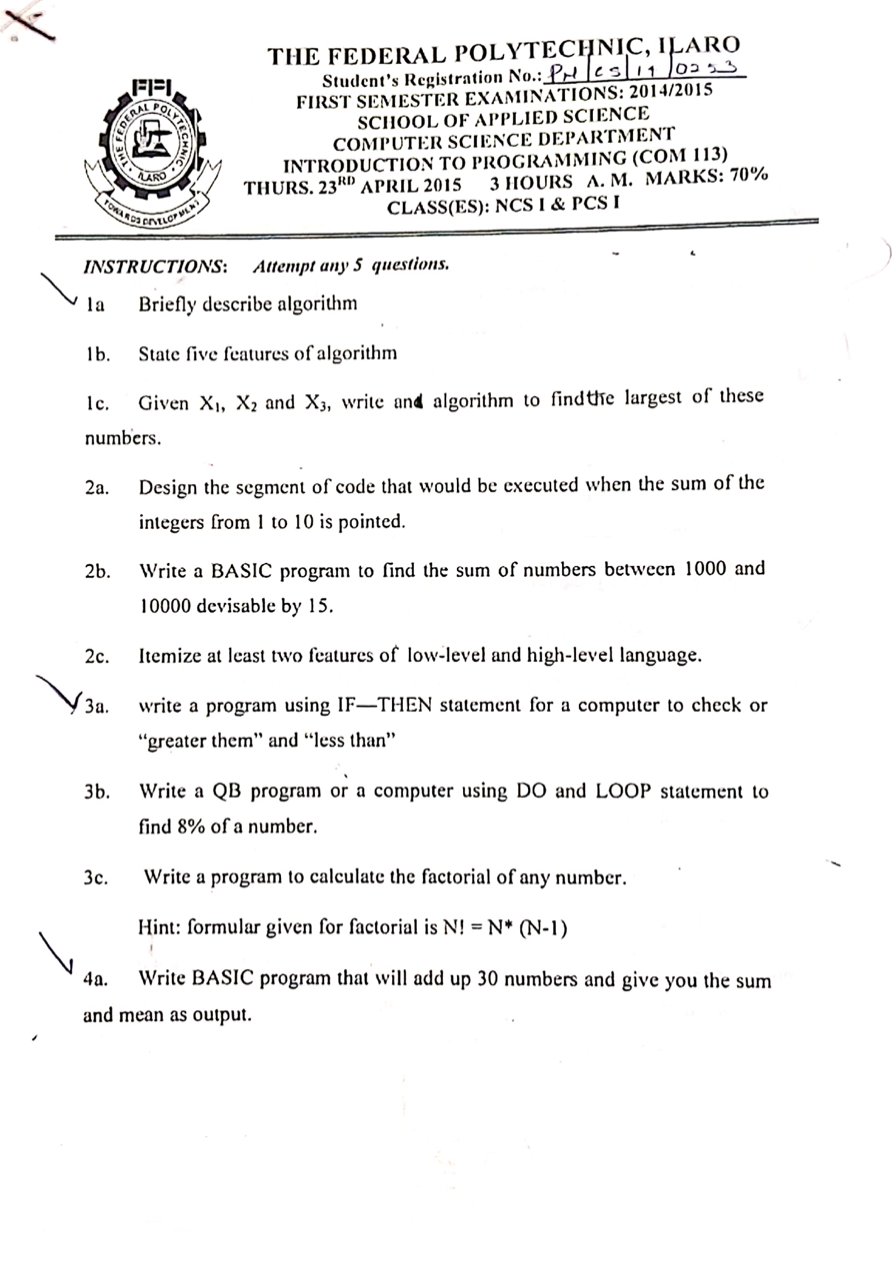 THE FEDERAL POLYTECHNIC, ILARO
Student's Registration No.: PN/CS/19/0253
FIRST SEMESTER EXAMINATIONS: 2014/2015
SCHOOL OF APPLIED SCIENCE
COMPUTER SCIENCE DEPARTMENT
INTRODUCTION TO PROGRAMMING (COM 113)
THURS. 23RD APRIL 2015 3 HOURS A. M. MARKS: 70%
CLASS(ES): NCS I & PCS I
FPI
THE FEDERAL POLYTECHNIC
ILARO
TOWARDS DEVELOPMENT
INSTRUCTIONS: Attempt any 5 questions.
1a Briefly describe algorithm
1b. State five features of algorithm
1c. Given X₁, X₂ and X₃, write and algorithm to find the largest of these
numbers.
2a. Design the segment of code that would be executed when the sum of the
integers from 1 to 10 is pointed.
2b. Write a BASIC program to find the sum of numbers between 1000 and
10000 devisable by 15.
2c. Itemize at least two features of low-level and high-level language.
3a. write a program using IF—THEN statement for a computer to check or
“greater them” and “less than”
3b. Write a QB program or a computer using DO and LOOP statement to
find 8% of a number.
3c. Write a program to calculate the factorial of any number.
Hint: formular given for factorial is N! = N* (N-1)
4a. Write BASIC program that will add up 30 numbers and give you the sum
and mean as output.